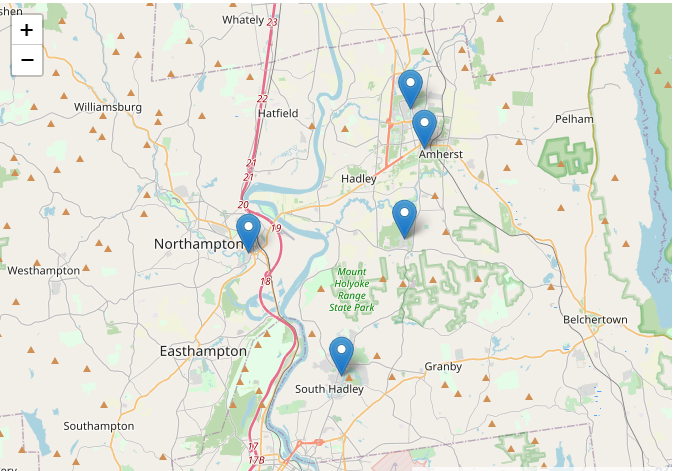 shen
Whately
23
+
−
22
Williamsburg
Hatfield
Pelham
Amherst
21
21
Hadley
20
19
Northampton
Westhampton
18
Mount
Holyoke
Range
State Park
Belchertown
Easthampton
Granby
South Hadley
Southampton
17
17B